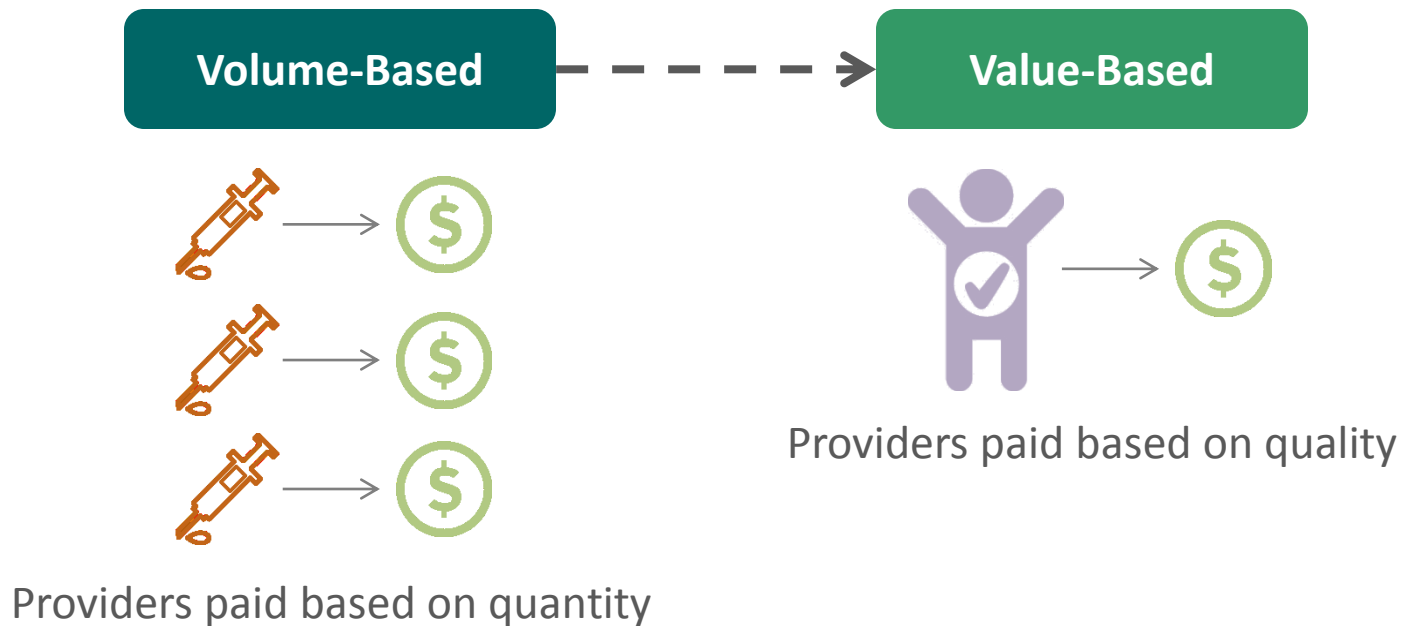 Volume-Based
Value-Based
$
$
$
Providers paid based on quantity
$
Providers paid based on quality